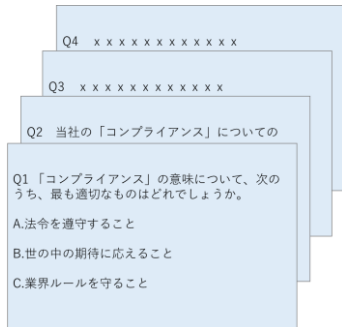 Q4　x x x x x x x x x x x x
Q3　x x x x x x x x x x x x
Q2　当社の「コンプライアンス」についての
Q1 「コンプライアンス」の意味について、次の
うち、最も適切なものはどれでしょうか。
A.法令を遵守すること
B.世の中の期待に応えること
C.業界ルールを守ること